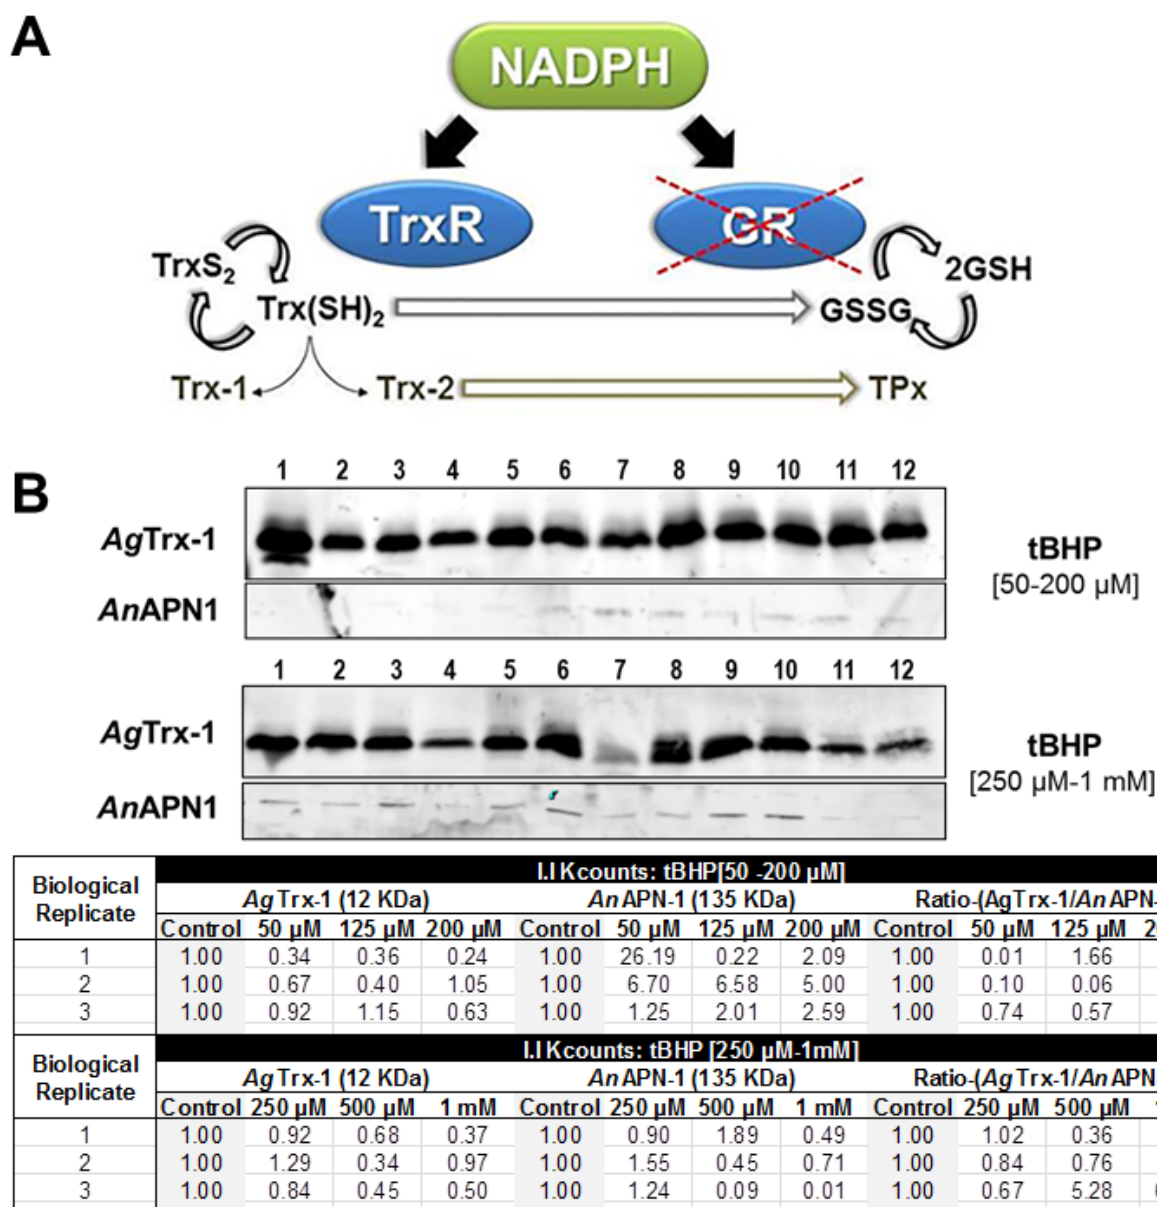 A
NADPH
TrxR
GR
TrxS2
2GSH
Trx(SH)2
GSSG
Trx-1
Trx-2
TPx
B
1 2 3 4 5 6 7 8 9 10 11 12
AgTrx-1
tBHP
[50-200 µM]
AnAPN1
1 2 3 4 5 6 7 8 9 10 11 12
AgTrx-1
tBHP
[250 µM-1 mM]
AnAPN1
Biological Replicate I.I Kcounts: tBHP[50 -200 µM]
AgTrx-1 (12 KDa) AnAPN-1 (135 KDa) Ratio-(AgTrx-1/AnAPN-
Control 50 µM 125 µM 200 µM Control 50 µM 125 µM 200 µM Control 50 µM 125 µM
1 1.00 0.34 0.36 0.24 1.00 26.19 0.22 2.09 1.00 0.01 1.66
2 1.00 0.67 0.40 1.05 1.00 6.70 6.58 5.00 1.00 0.10 0.06
3 1.00 0.92 1.15 0.63 1.00 1.25 2.01 2.59 1.00 0.74 0.57
Biological Replicate I.I Kcounts: tBHP [250 µM-1mM]
AgTrx-1 (12 KDa) AnAPN-1 (135 KDa) Ratio-(AgTrx-1/AnAPN
Control 250 µM 500 µM 1 mM Control 250 µM 500 µM 1 mM Control 250 µM 500 µM
1 1.00 0.92 0.68 0.37 1.00 0.90 1.89 0.49 1.00 1.02 0.36
2 1.00 1.29 0.34 0.97 1.00 1.55 0.45 0.71 1.00 0.84 0.76
3 1.00 0.84 0.45 0.50 1.00 1.24 0.09 0.01 1.00 0.67 5.28